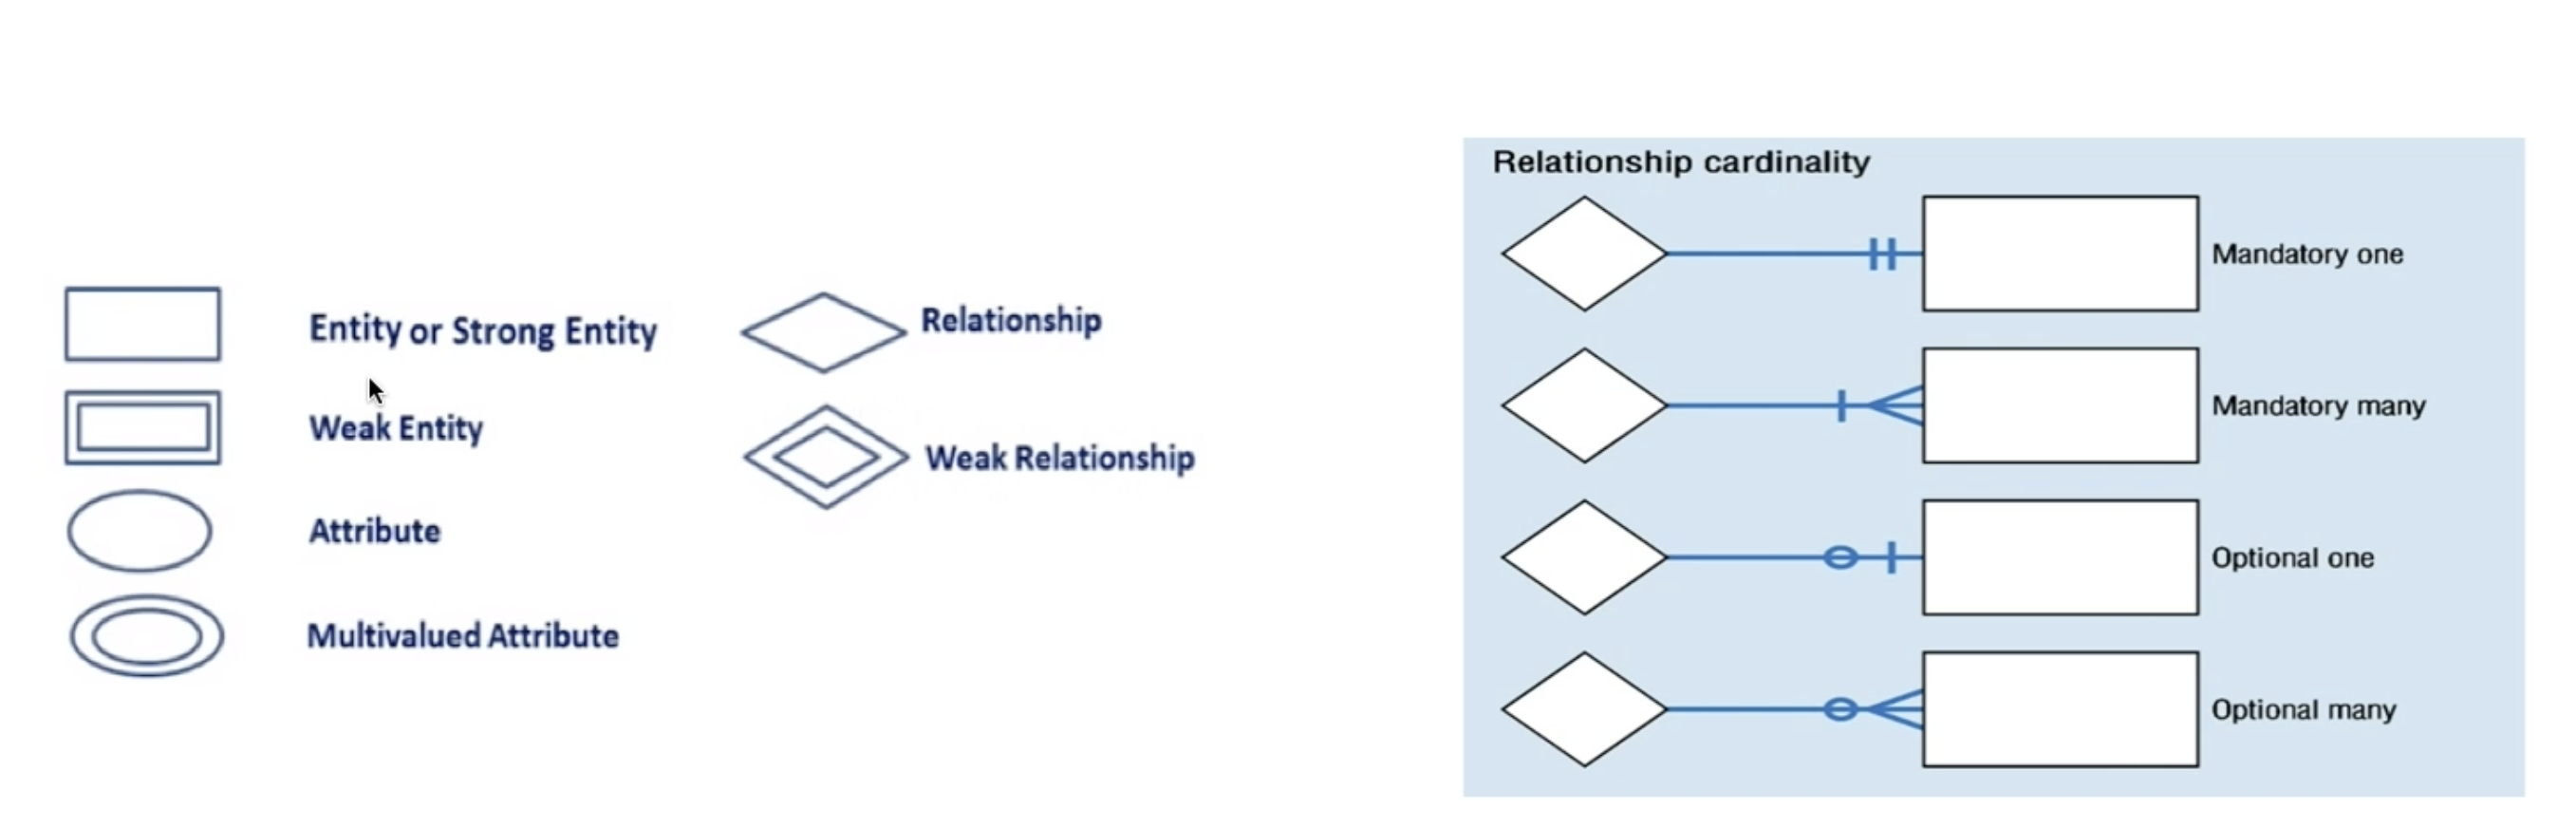 Entity or Strong Entity
Weak Entity
Attribute
Multivalued Attribute
Relationship
Weak Relationship
Relationship cardinality
Mandatory one
Mandatory many
Optional one
Optional many